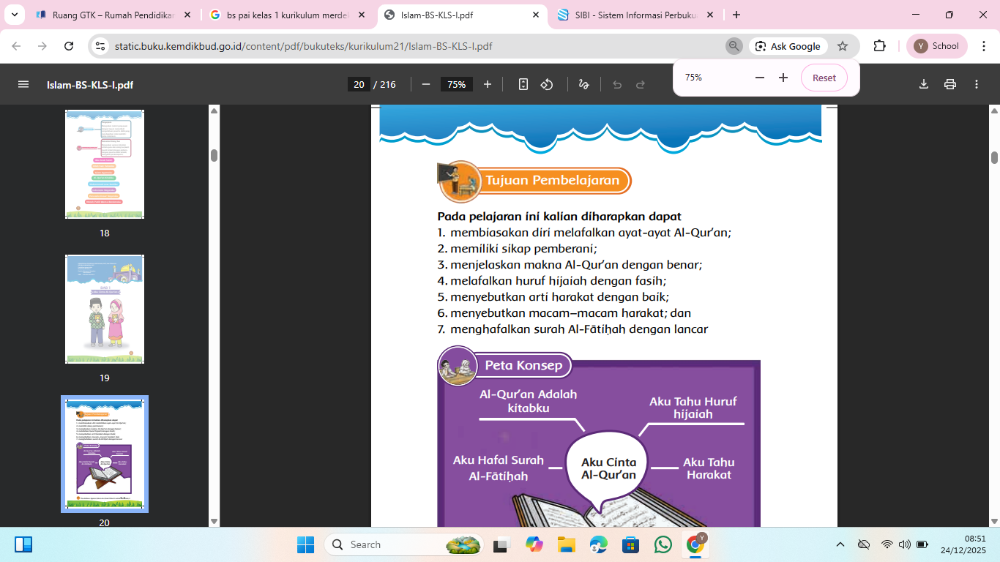 Ruang GTK – Rumah Pendidikan
bs pai kelas 1 kurikulum merdek
Islam-BS-KLS-I.pdf
SIBI - Sistem Informasi Perbuku
static.buku.kemdikbud.go.id/content/pdf/bukuteks/kurikulum21/Islam-BS-KLS-I.pdf
Ask Google
Y
School
Islam-BS-KLS-I.pdf
20 / 216
75%
75%
Reset
18
19
20
Tujuan Pembelajaran
Pada pelajaran ini kalian diharapkan dapat
1. membiasakan diri melafalkan ayat-ayat Al-Qur’an;
2. memiliki sikap pemberani;
3. menjelaskan makna Al-Qur’an dengan benar;
4. melafalkan huruf hijaiah dengan fasih;
5. menyebutkan arti harakat dengan baik;
6. menyebutkan macam–macam harakat; dan
7. menghafalkan surah Al-Fātiḥah dengan lancar
Peta Konsep
Al-Qur’an Adalah
kitabku
Aku Tahu Huruf
hijaiah
Aku Hafal Surah
Al-Fātiḥah
Aku Cinta
Al-Qur’an
Aku Tahu
Harakat
Search
Y
08:51
24/12/2025